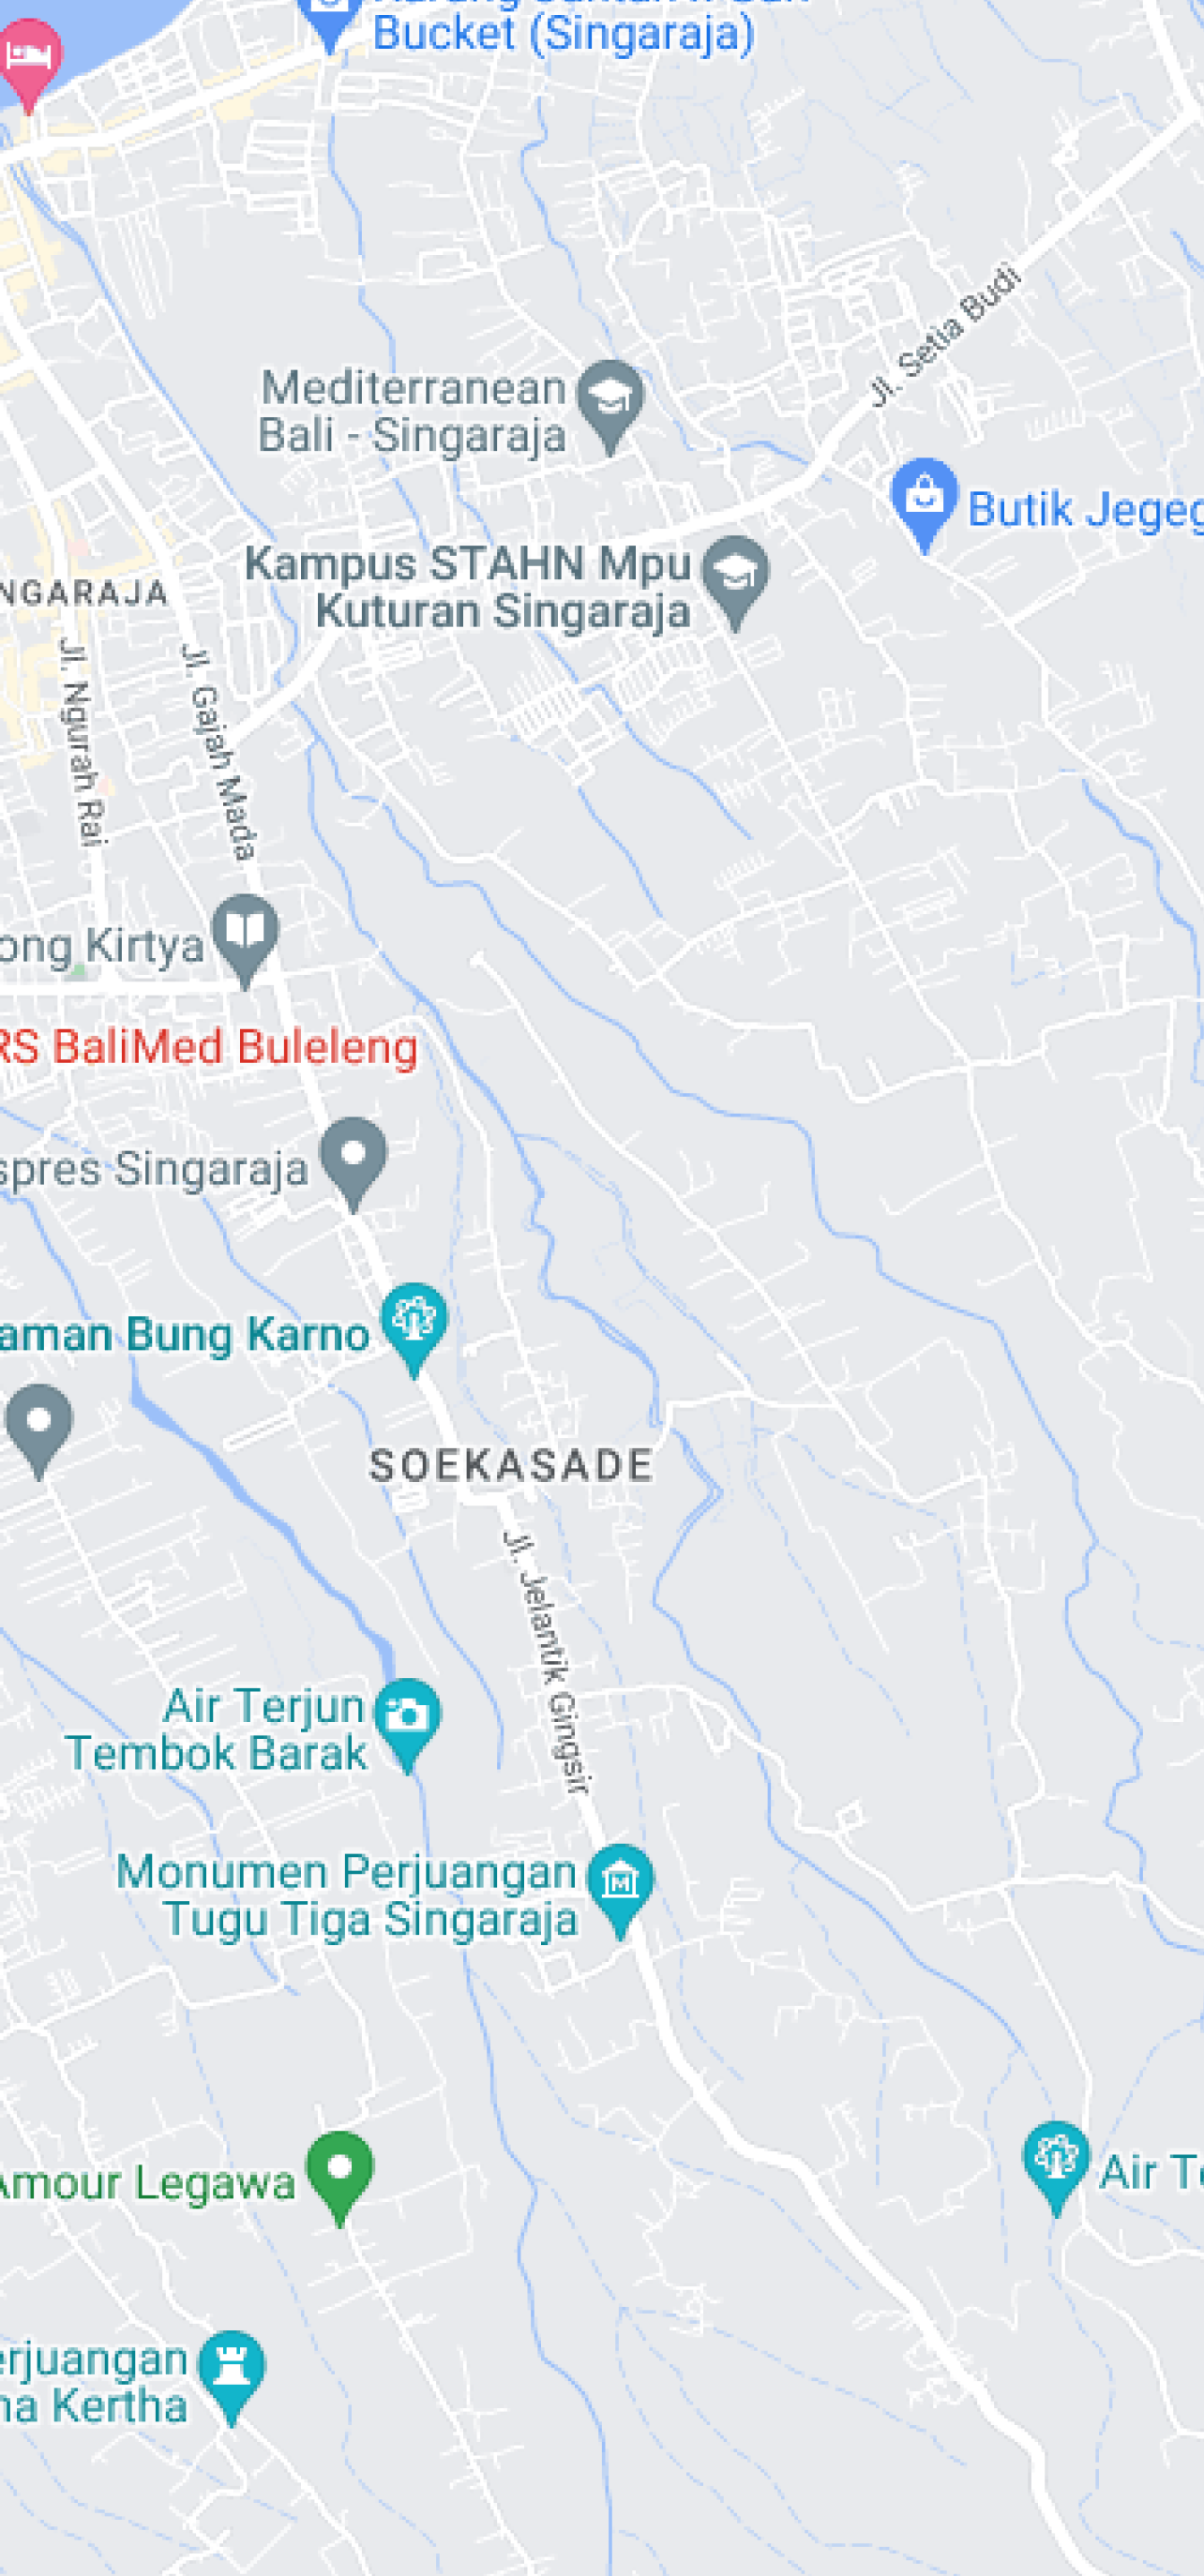 Bucket (Singaraja)
Jl. Setia Budi
Mediterranean
Bali - Singaraja
Butik Jegeg
Kampus STAHN Mpu
Kuturan Singaraja
NGARAJA
Jl. Ngurah Rai
Jl. Gajah Mada
ong Kirtya
RS BaliMed Buleleng
spres Singaraja
aman Bung Karno
SOEKASADE
Jl. Jelantik Gingsir
Air Terjun
Tembok Barak
Monumen Perjuangan
Tugu Tiga Singaraja
Amour Legawa
Air Te
erjuangan
na Kertha